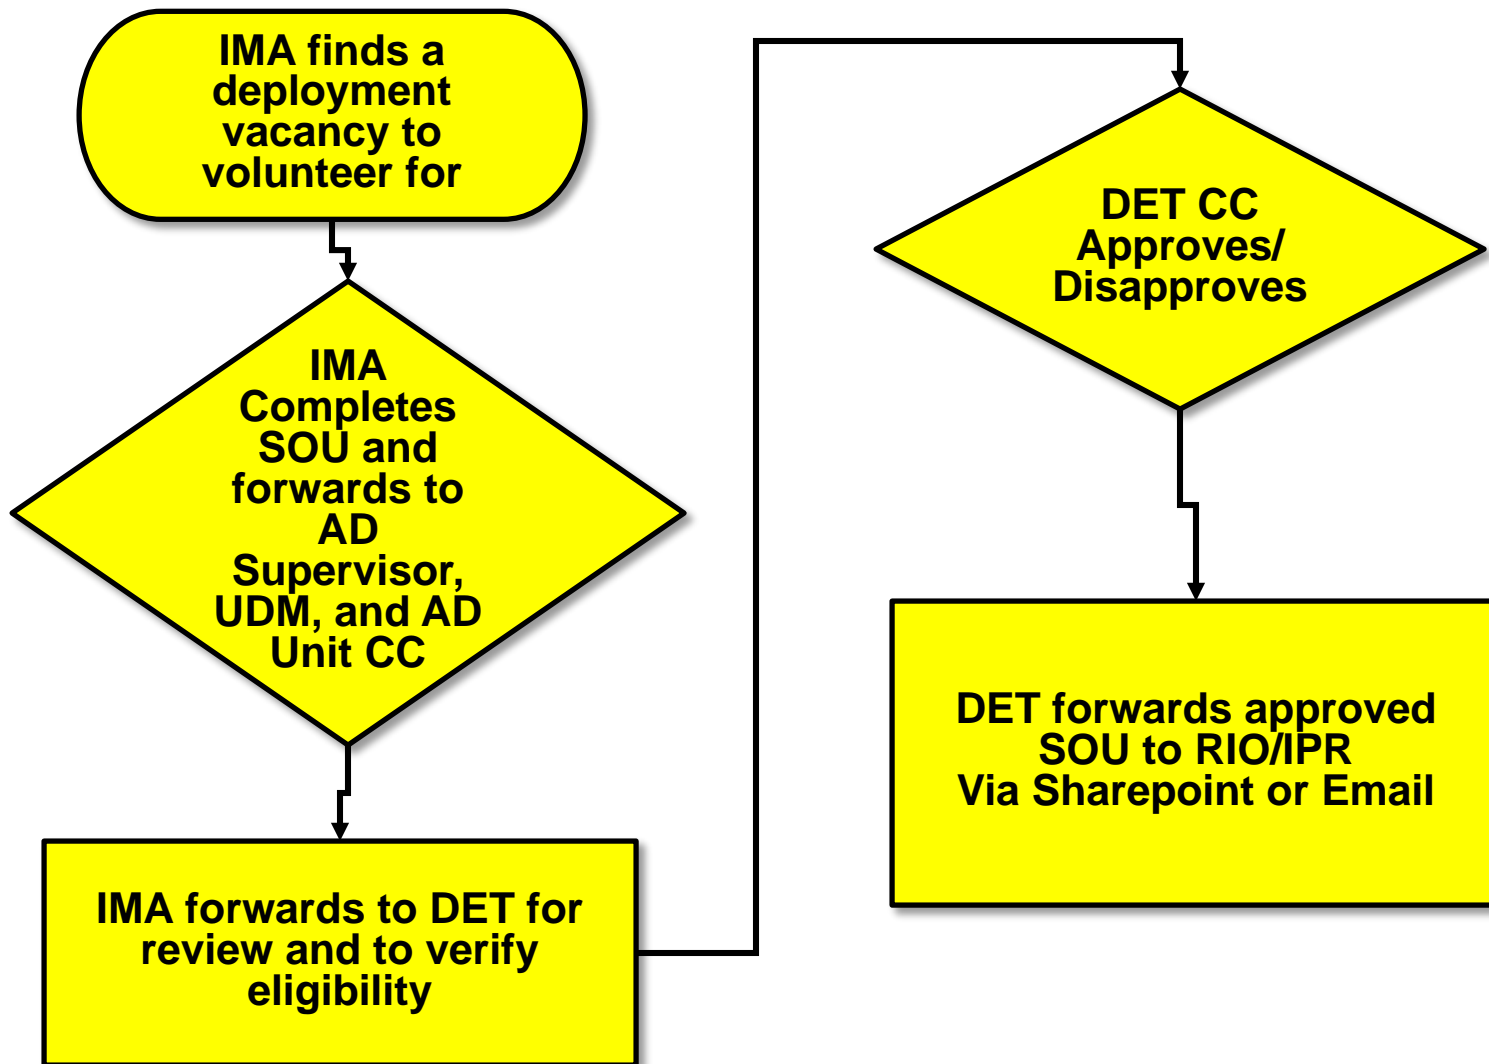 IMA finds a
deployment
vacancy to
volunteer for
IMA
Completes
SOU and
forwards to
AD
Supervisor,
UDM, and AD
Unit CC
IMA forwards to DET for
review and to verify
eligibility
DET CC
Approves/
Disapproves
DET forwards approved
SOU to RIO/IPR
Via Sharepoint or Email